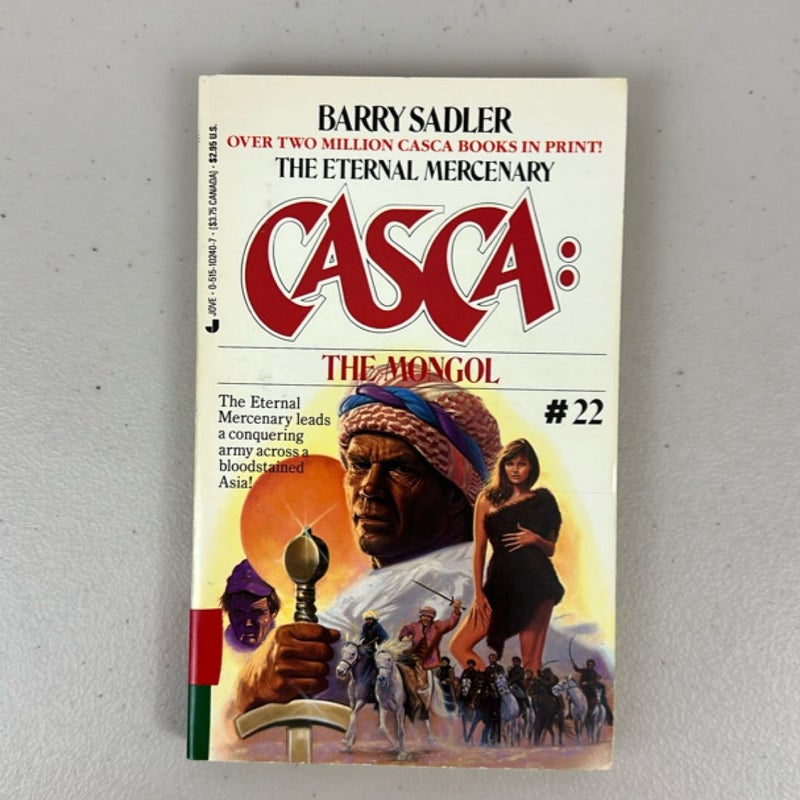 BARRY SADLER
OVER TWO MILLION CASCA BOOKS IN PRINT!
THE ETERNAL MERCENARY
CASCA:
THE MONGOL
#22
The Eternal
Mercenary leads
a conquering
army across a
bloodstained
Asia!
JOVE • 0-515-10240-7 • [$3.75 CANADA] • $2.95 U.S.